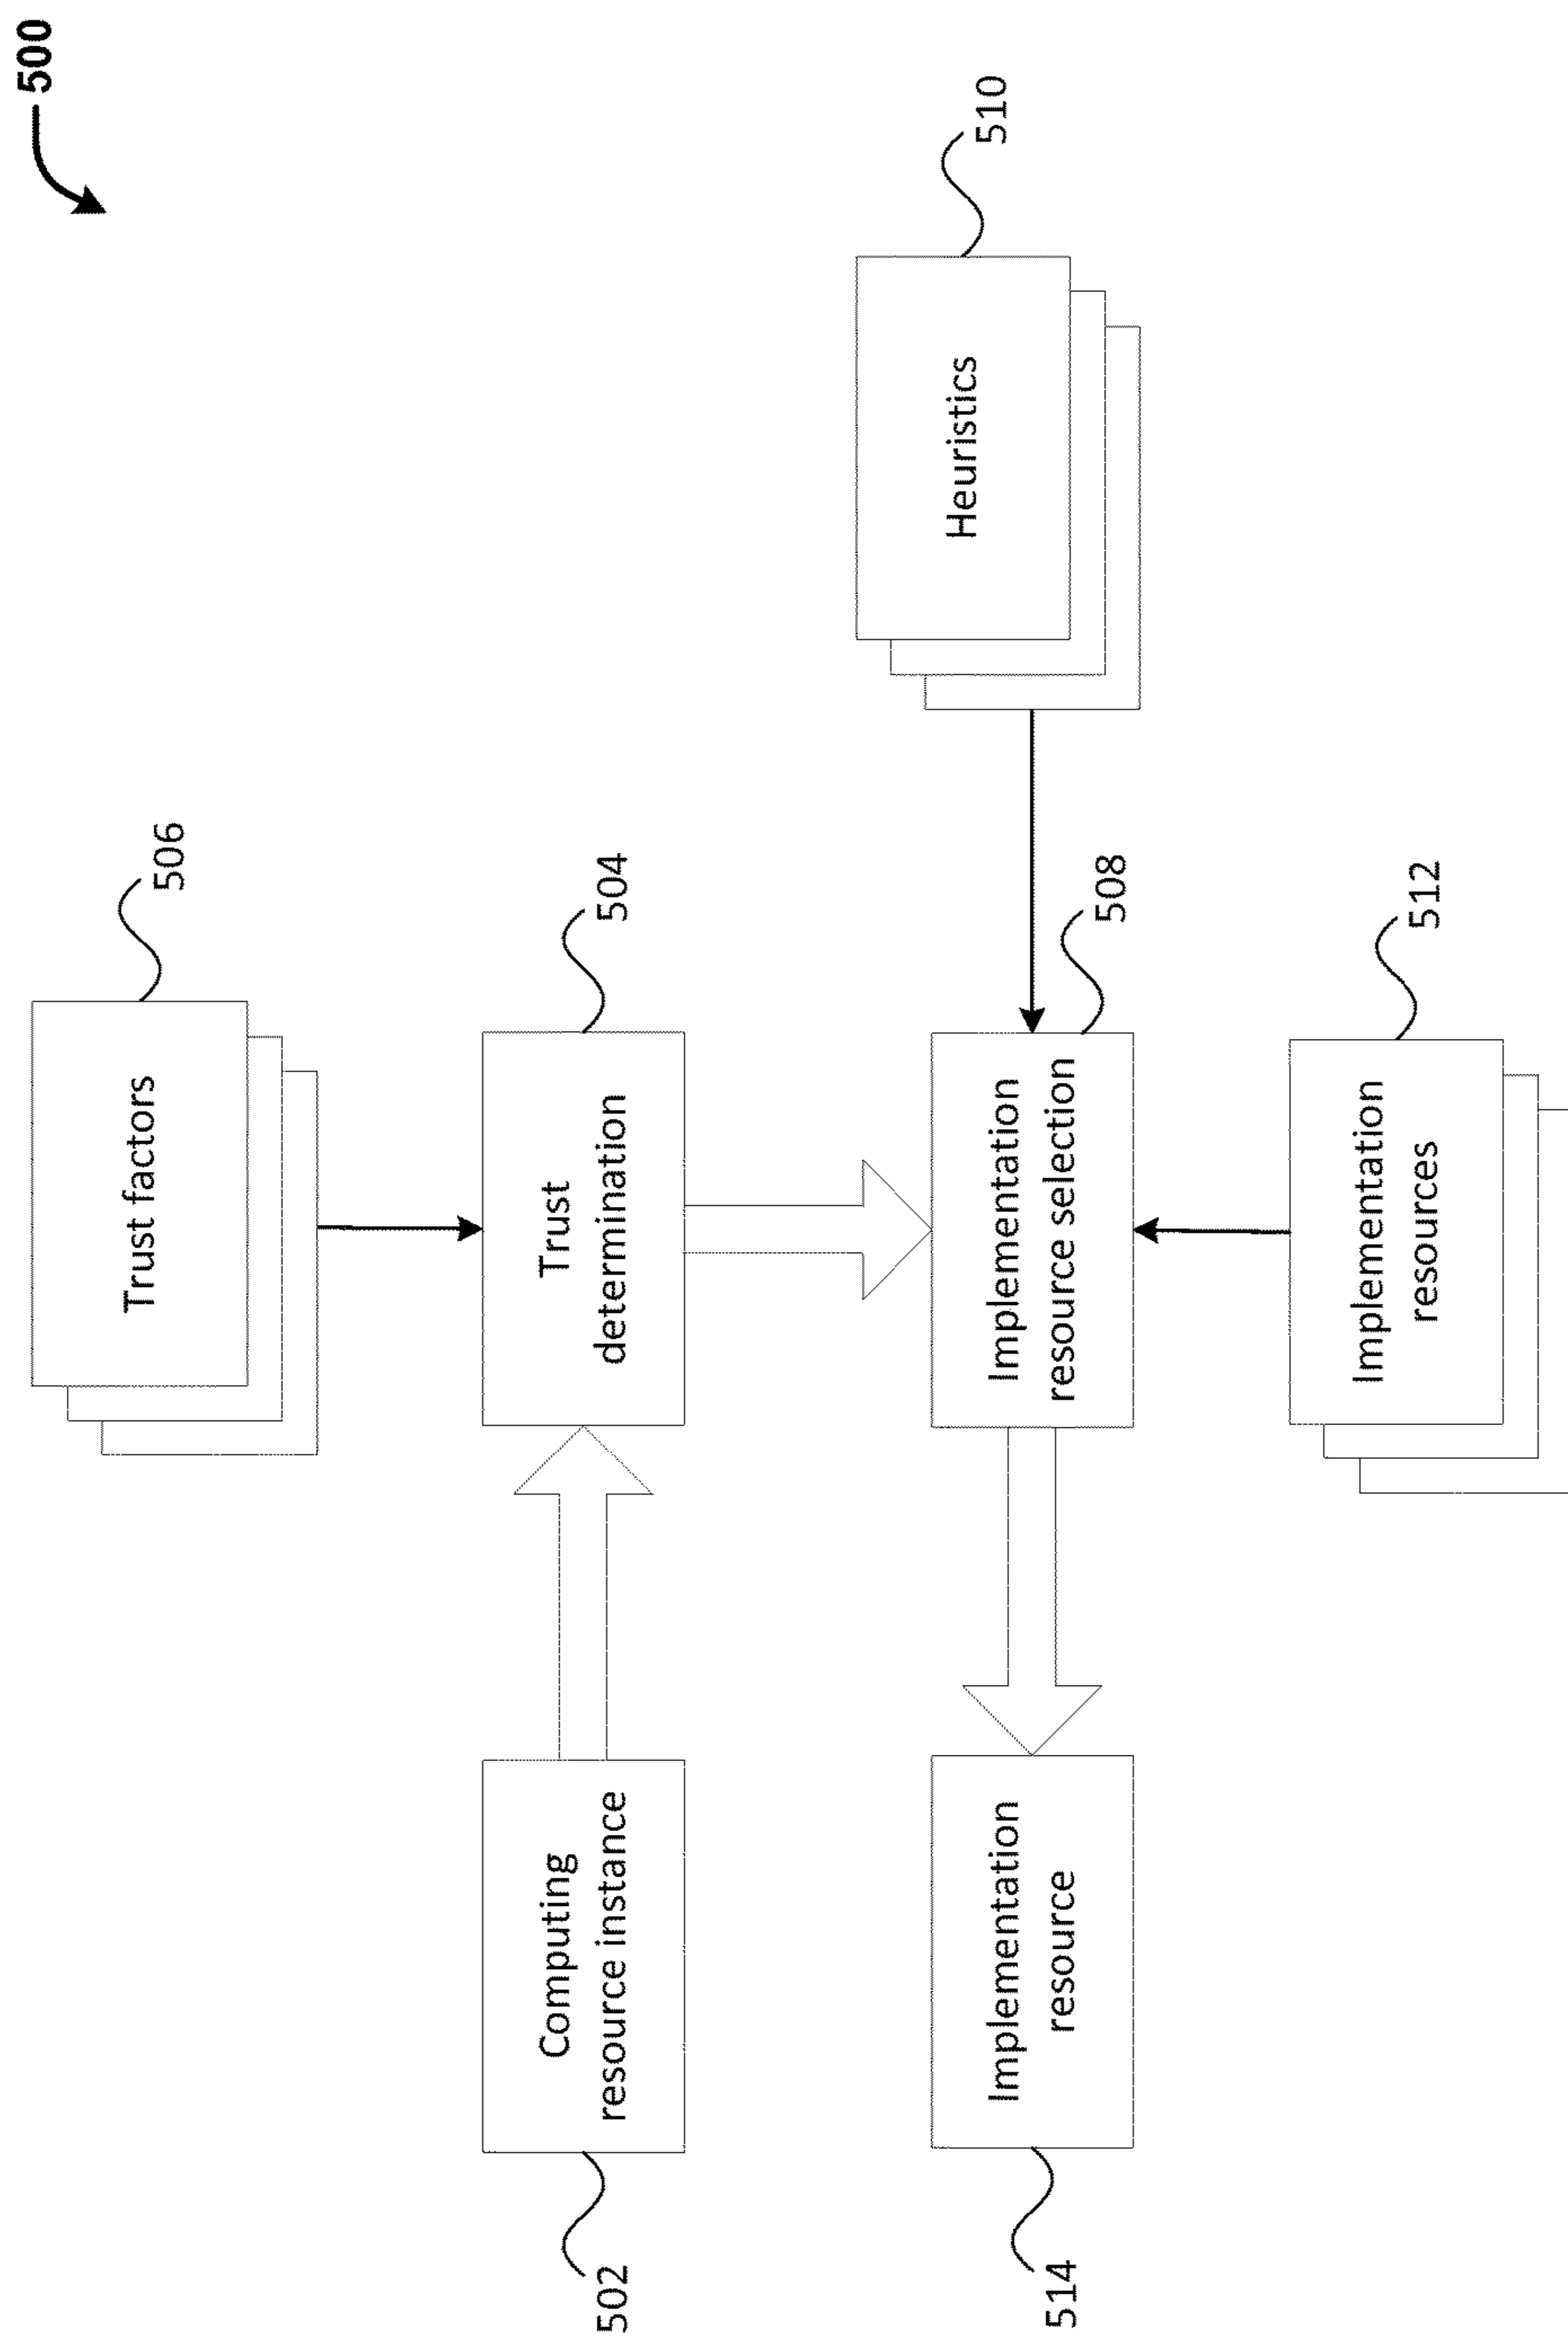 500
Trust factors
506
Computing
resource instance
502
Trust
determination
504
Implementation
resource
514
Implementation
resource selection
508
Heuristics
510
Implementation
resources
512